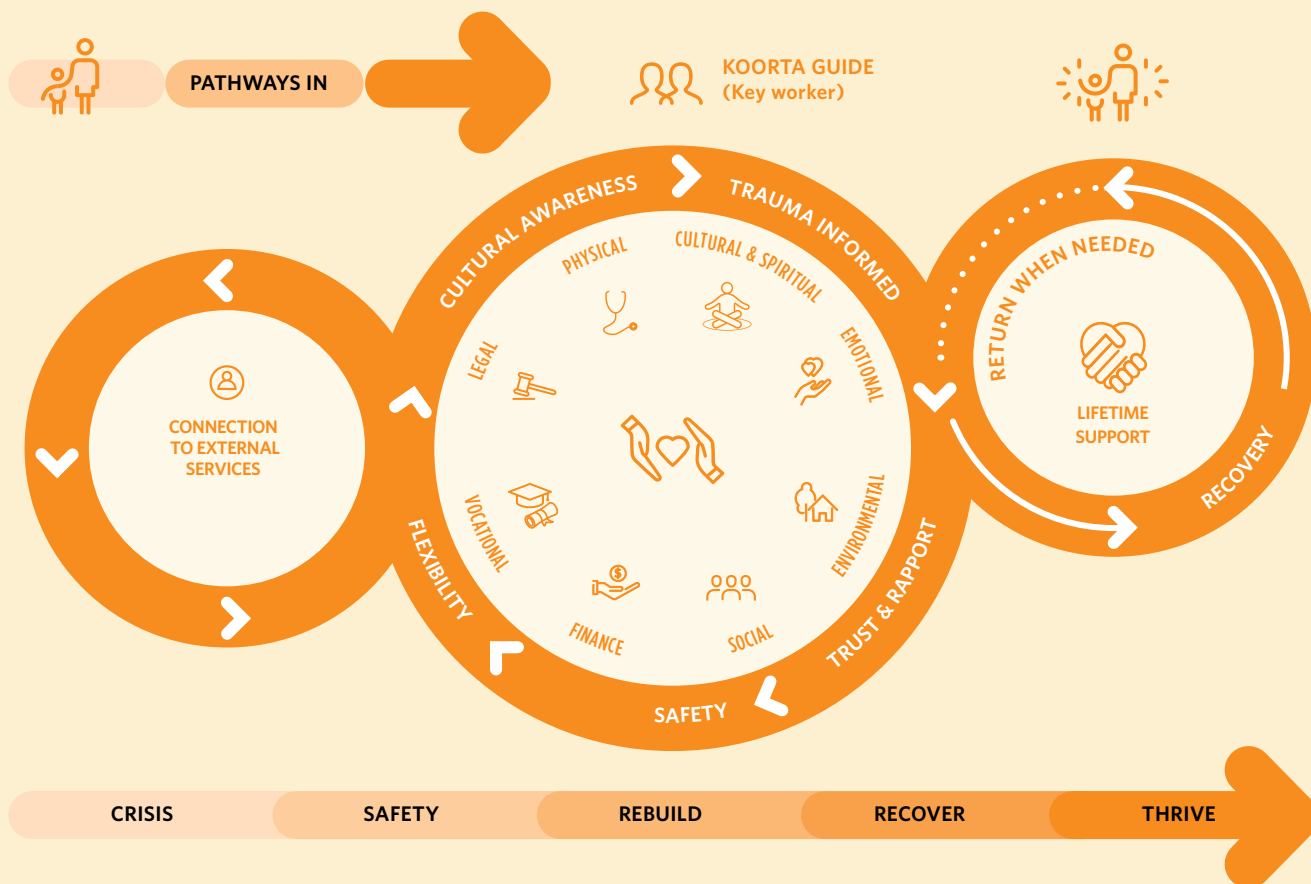 PATHWAYS IN
KOORTA GUIDE
(Key worker)
CULTURAL AWARENESS
TRAUMA INFORMED
TRUST & RAPPORT
SAFETY
FLEXIBILITY
PHYSICAL
CULTURAL & SPIRITUAL
EMOTIONAL
ENVIRONMENTAL
SOCIAL
FINANCE
VOCATIONAL
LEGAL
$
CONNECTION
TO EXTERNAL
SERVICES
RETURN WHEN NEEDED
LIFETIME
SUPPORT
RECOVERY
CRISIS
SAFETY
REBUILD
RECOVER
THRIVE